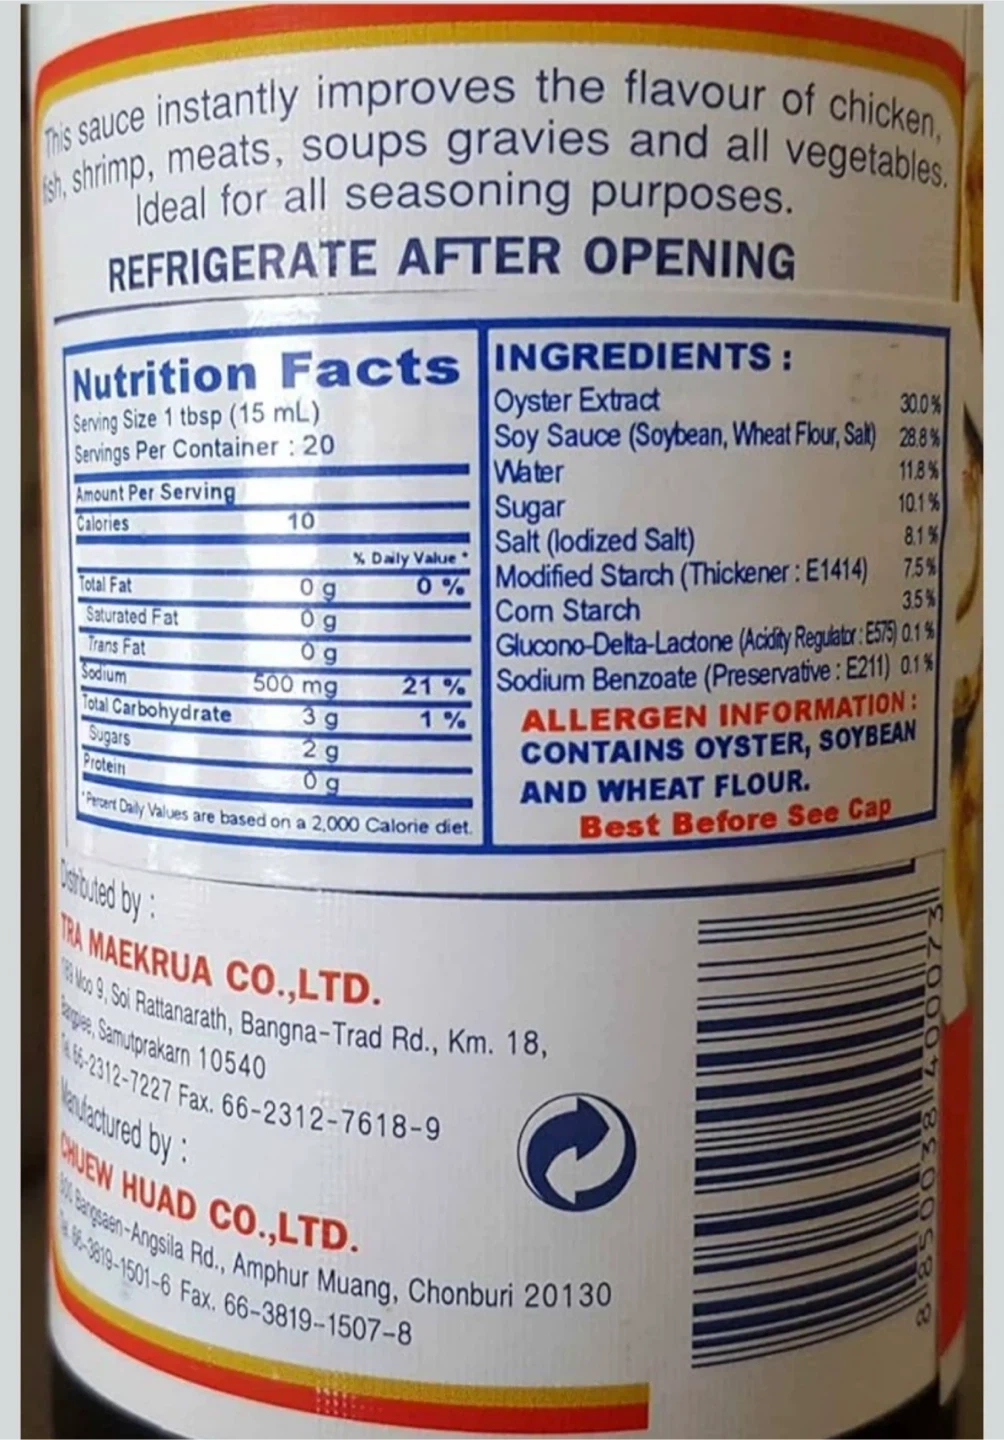 This sauce instantly improves the flavour of chicken,
fish, shrimp, meats, soups gravies and all vegetables.
Ideal for all seasoning purposes.
REFRIGERATE AFTER OPENING
Nutrition Facts
Serving Size 1 tbsp (15 mL)
Servings Per Container : 20
Amount Per Serving
Calories 10
% Daily Value *
Total Fat 0 g 0 %
Saturated Fat 0 g
Trans Fat 0 g
Sodium 500 mg 21 %
Total Carbohydrate 3 g 1 %
Sugars 2 g
Protein 0 g
*Percent Daily Values are based on a 2,000 Calorie diet.
INGREDIENTS :
Oyster Extract 30.0 %
Soy Sauce (Soybean, Wheat Flour, Salt) 28.8 %
Water 11.8 %
Sugar 10.1 %
Salt (Iodized Salt) 8.1 %
Modified Starch (Thickener : E1414) 7.5 %
Corn Starch 3.5 %
Glucono-Delta-Lactone (Acidity Regulator : E575) 0.1 %
Sodium Benzoate (Preservative : E211) 0.1 %
ALLERGEN INFORMATION :
CONTAINS OYSTER, SOYBEAN
AND WHEAT FLOUR.
Best Before See Cap
Distributed by :
TRA MAEKRUA CO.,LTD.
Moo 9, Soi Rattanarath, Bangna-Trad Rd., Km. 18,
Bangplee, Samutprakarn 10540
Tel. 66-2312-7227 Fax. 66-2312-7618-9
Manufactured by :
CHUEW HUAD CO.,LTD.
Bangsaen-Angsila Rd., Amphur Muang, Chonburi 20130
Tel. 66-3819-1501-6 Fax. 66-3819-1507-8
8 850038 400073